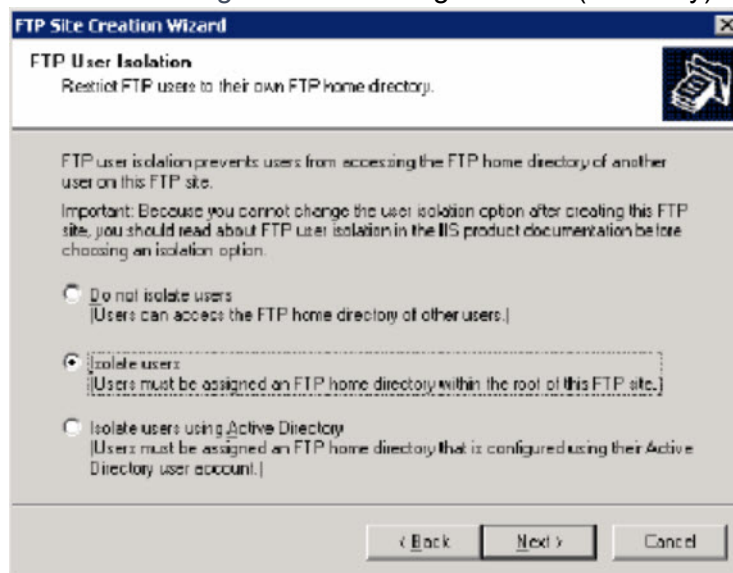 FTP Site Creation Wizard
FTP User Isolation
Restrict FTP users to their own FTP home directory.
FTP user isolation prevents users from accessing the FTP home directory of another
user on this FTP site.
Important: Because you cannot change the user isolation option after creating this FTP
site, you should read about FTP user isolation in the IIS product documentation before
choosing an isolation option.
Do not isolate users
(Users can access the FTP home directory of other users.)
Isolate users
(Users must be assigned an FTP home directory within the root of this FTP site.)
Isolate users using Active Directory
(Users must be assigned an FTP home directory that is configured using their Active
Directory user account.)
< Back Next > Cancel